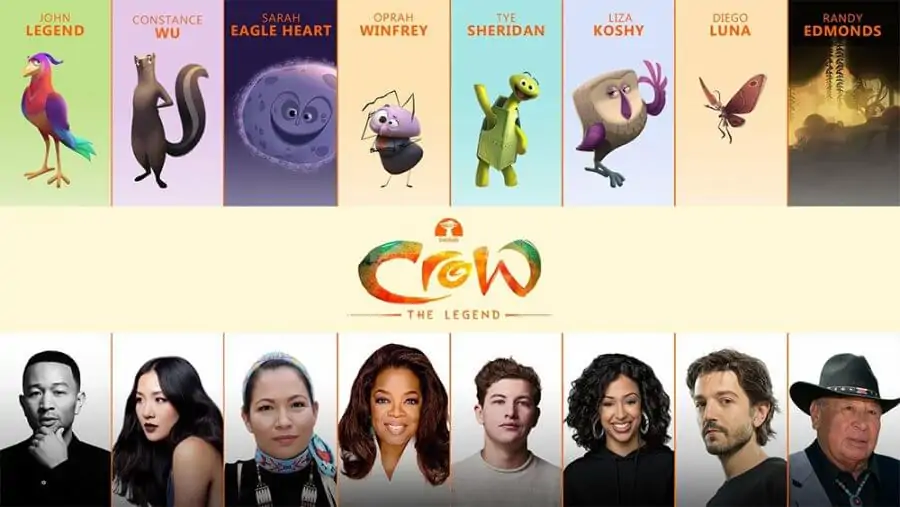 JOHN
LEGEND
CONSTANCE
WU
SARAH
EAGLE HEART
OPRAH
WINFREY
TYE
SHERIDAN
LIZA
KOSHY
DIEGO
LUNA
RANDY
EDMONDS
CROW
THE LEGEND